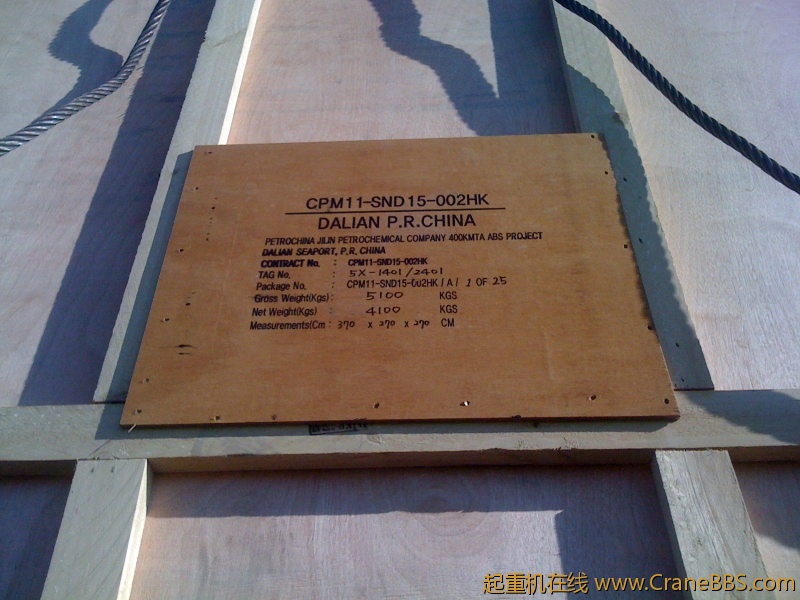 CPM11-SND15-002HK
DALIAN P.R.CHINA
PETROCHINA JILIN PETROCHEMICAL COMPANY 400KMTA ABS PROJECT
DALIAN SEAPORT, P.R. CHINA
CONTRACT No. : CPM11-SND15-002HK
TAG No. : 5X-1401/2401
Package No. : CPM11-SND15-002HK/A/ 1 OF 25
Gross Weight(Kgs): 5100 KGS
Net Weight(Kgs) : 4100 KGS
Measurements(Cm : 370 x 270 x 270 CM
起重机在线 www.CraneBBS.com